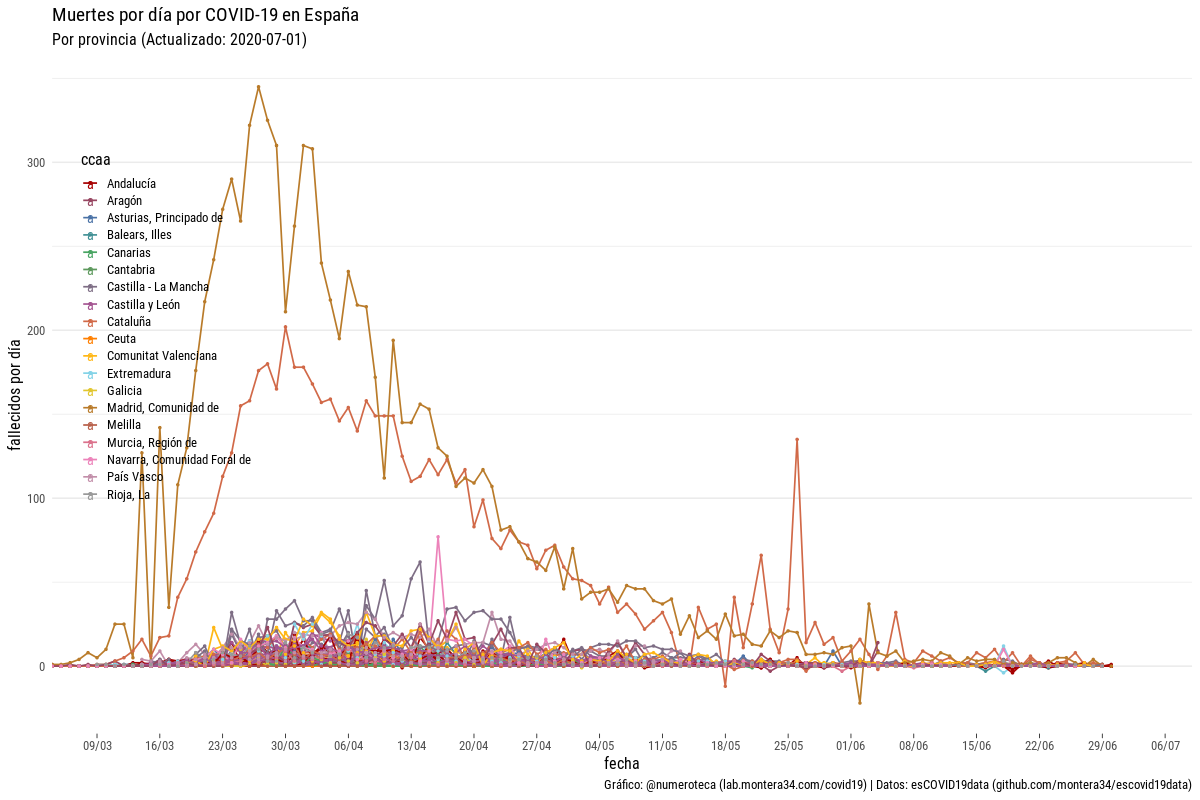 Muertes por día por COVID-19 en España
Por provincia (Actualizado: 2020-07-01)
fallecidos por día
300
200
100
0
ccaa
Andalucía
Aragón
Asturias, Principado de
Balears, Illes
Canarias
Cantabria
Castilla - La Mancha
Castilla y León
Cataluña
Ceuta
Comunitat Valenciana
Extremadura
Galicia
Madrid, Comunidad de
Melilla
Murcia, Región de
Navarra, Comunidad Foral de
País Vasco
Rioja, La
09/03 16/03 23/03 30/03 06/04 13/04 20/04 27/04 04/05 11/05 18/05 25/05 01/06 08/06 15/06 22/06 29/06 06/07
fecha
Gráfico: @numeroteca (lab.montera34.com/covid19) | Datos: esCOVID19data (github.com/montera34/escovid19data)